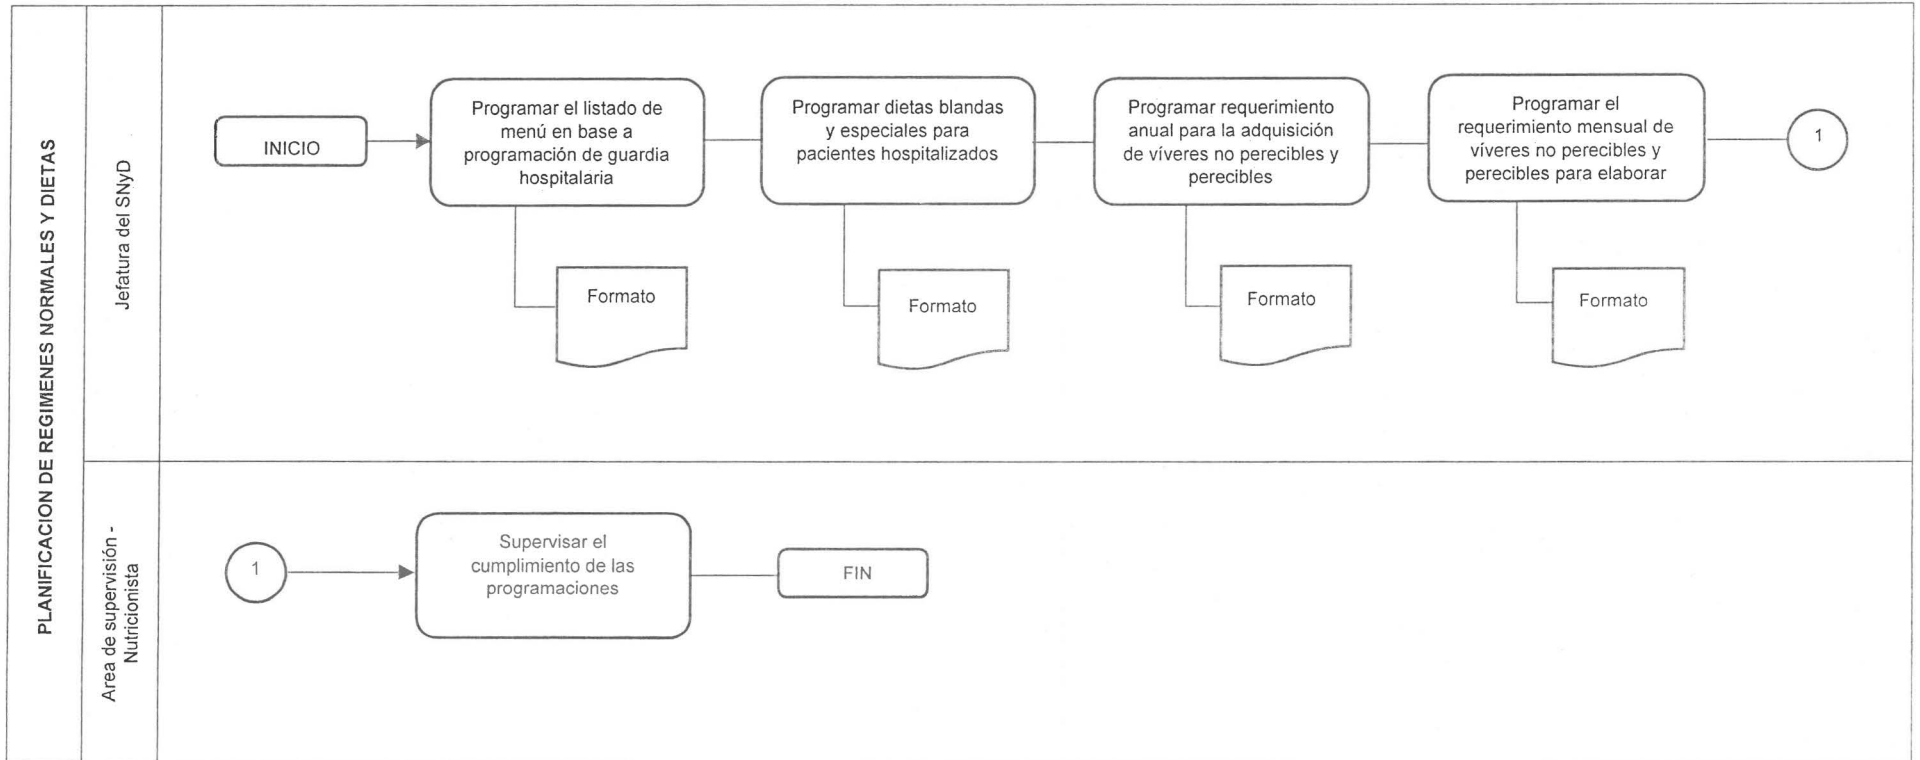 PLANIFICACION DE REGIMENES NORMALES Y DIETAS
Jefatura del SNyD
INICIO
Programar el listado de
menú en base a
programación de guardia
hospitalaria
Programar dietas blandas
y especiales para
pacientes hospitalizados
Programar requerimiento
anual para la adquisición
de víveres no perecibles y
perecibles
Programar el
requerimiento mensual de
víveres no perecibles y
perecibles para elaborar
1
Formato
Formato
Formato
Formato
Area de supervisión -
Nutricionista
1
Supervisar el
cumplimiento de las
programaciones
FIN